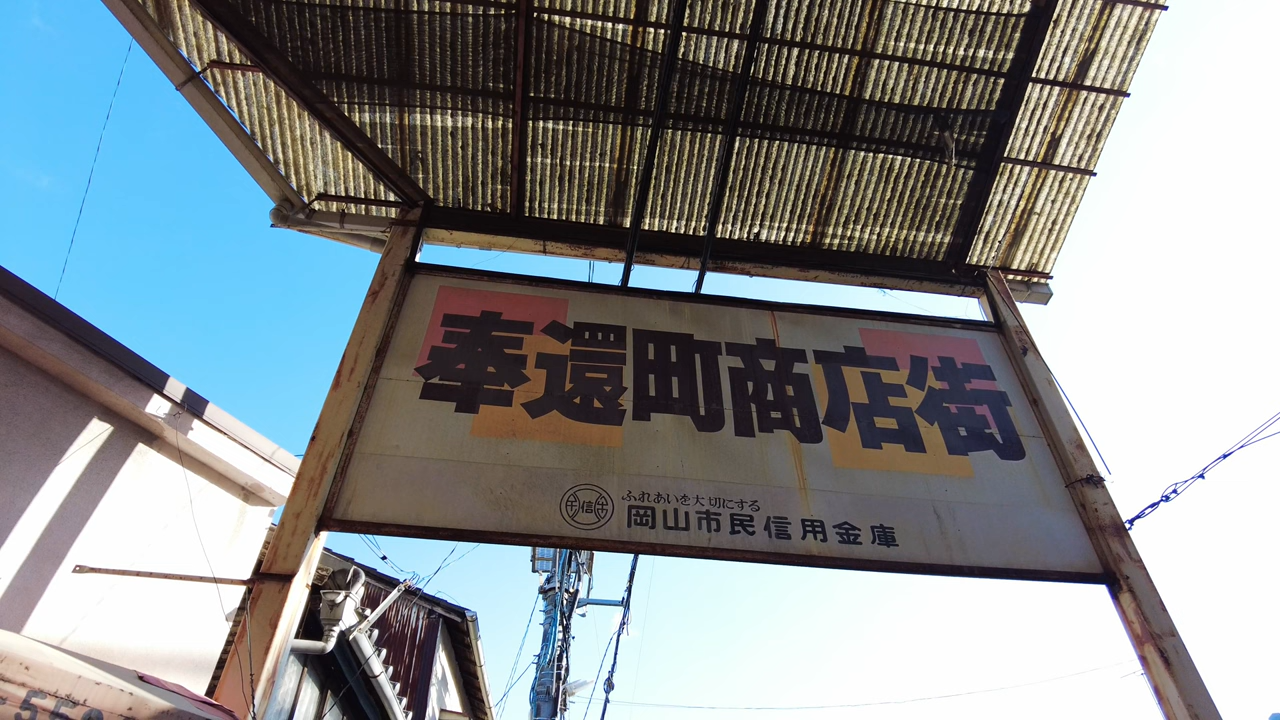 奉還町商店街
信
ふれあいを大切にする
岡山市民信用金庫